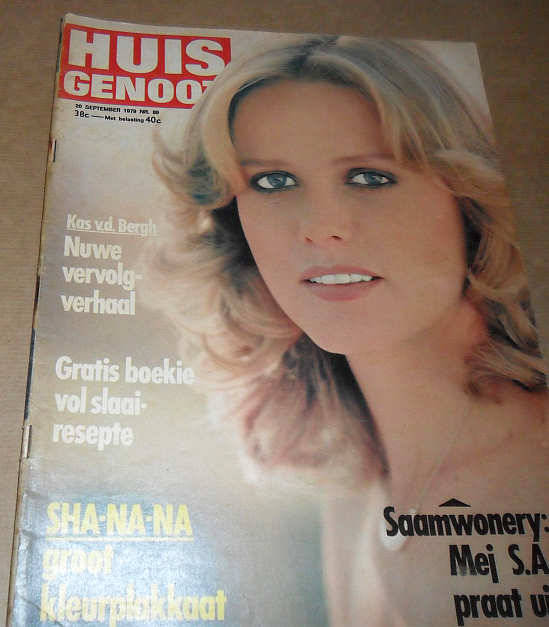 HUIS
GENOOT
20 SEPTEMBER 1979 NR. 89
38c — Met belasting 40c
Kas v.d. Bergh
Nuwe
vervolg-
verhaal
Gratis boekie
vol slaai-
resepte
SHA-NA-NA
groot
kleurplakkaat
Saamwonery:
Mej S.A
praat ui